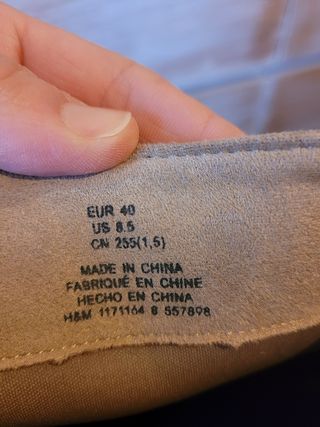 EUR 40
US 8.5
CN 255(1,5)
MADE IN CHINA
FABRIQUÉ EN CHINE
HECHO EN CHINA
H&M 1171164 8 557898